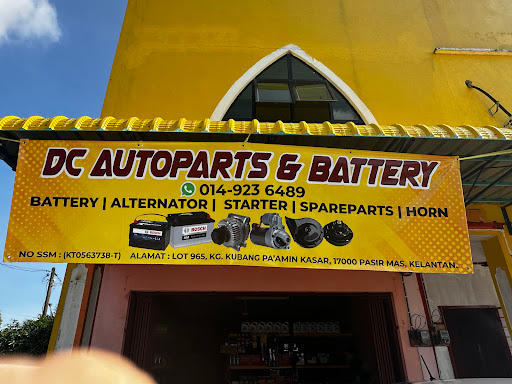 DC AUTOPARTS & BATTERY
014-923 6489
BATTERY | ALTERNATOR | STARTER | SPAREPARTS | HORN
BOSCH
BOSCH
NO SSM : (KT0563738-T) ALAMAT : LOT 965, KG. KUBANG PA'AMIN KASAR, 17000 PASIR MAS, KELANTAN.